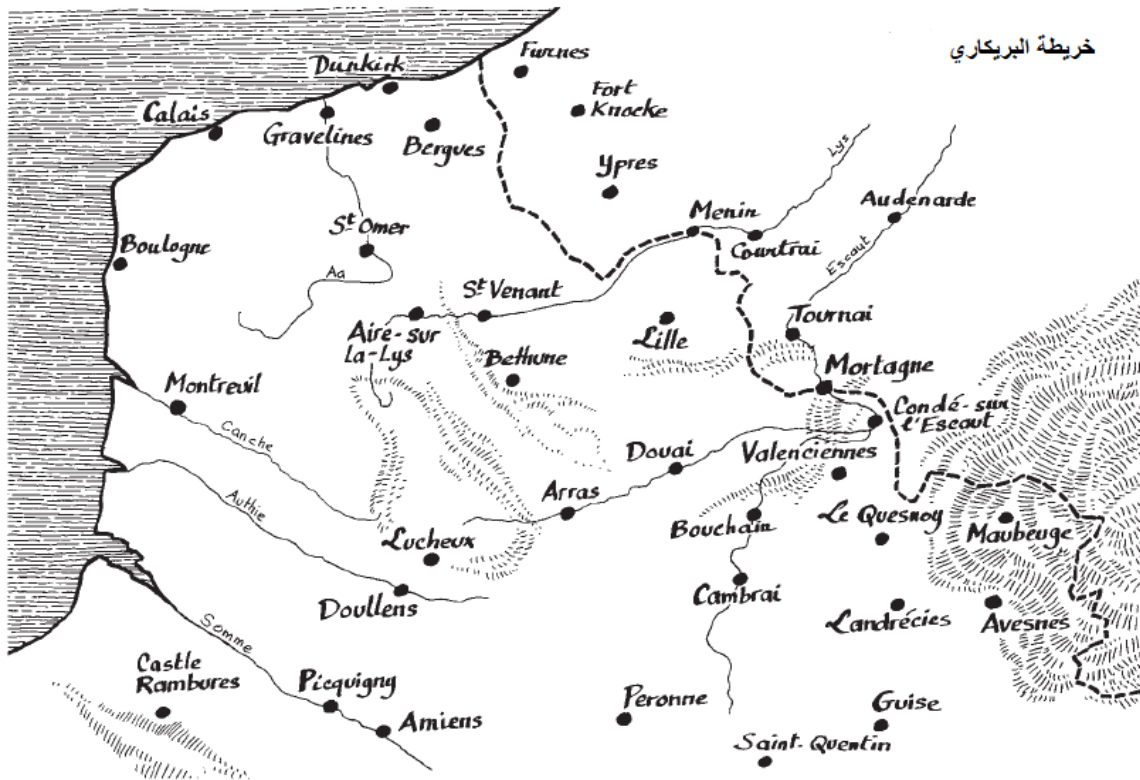 خريطة البريكاري
Furnes
Dunkirk
Fort
Knocke
Calais
Gravelines
Bergues
Ypres
Lys
Audenarde
Menin
Courtrai
St Omer
Boulogne
Aa
Escaut
St Venant
Aire-sur
La-Lys
Lille
Tournai
Bethune
Mortagne
Montreuil
Condé-sur
l'Escaut
Canche
Douai
Valenciennes
Arras
Authie
Bouchain
Le Quesnoy
Maubeuge
Lucheux
Cambrai
Doullens
Landrécies
Avesnes
Somme
Castle
Rambures
Picquigny
Amiens
Peronne
Guise
Saint-Quentin